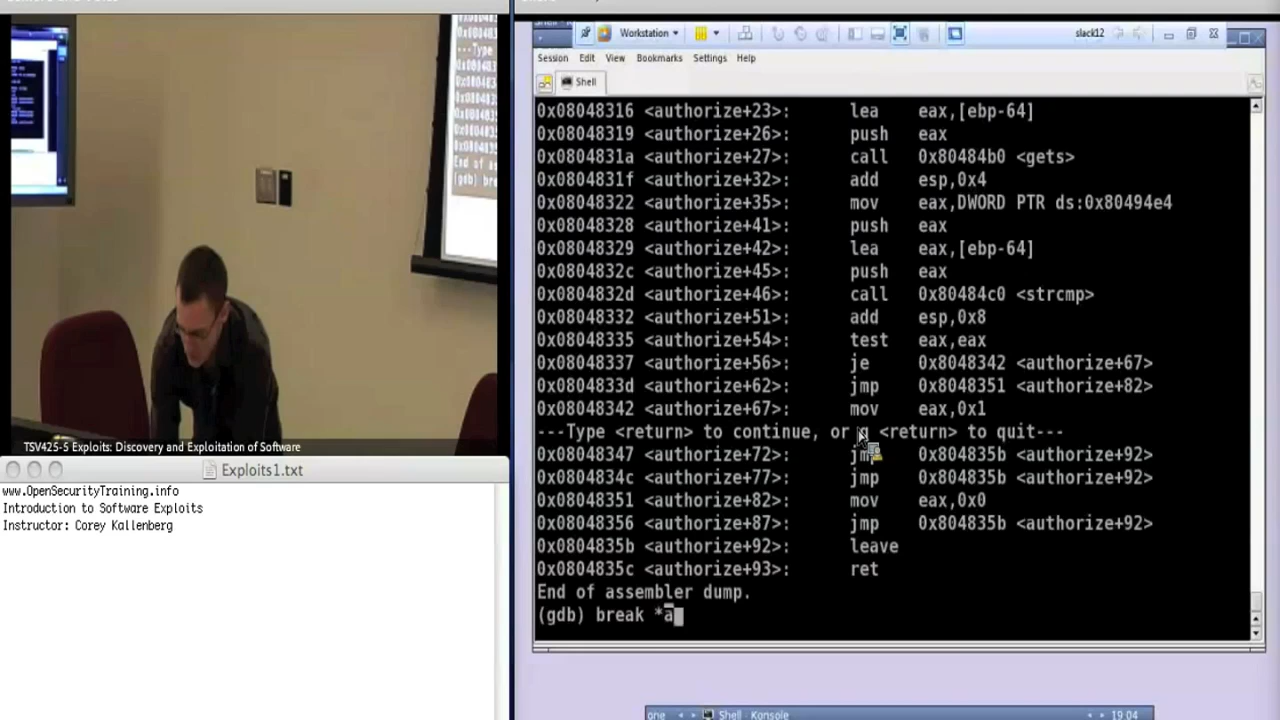 ---Type
End of as
(gdb) bre
TSV425-S Exploits: Discovery and Exploitation of Software
Exploits1.txt
www.OpenSecurityTraining.info
Introduction to Software Exploits
Instructor: Corey Kallenberg
Workstation
slack12
Session Edit View Bookmarks Settings Help
Shell
0x08048316 <authorize+23>: lea eax,[ebp-64]
0x08048319 <authorize+26>: push eax
0x0804831a <authorize+27>: call 0x80484b0 <gets>
0x0804831f <authorize+32>: add esp,0x4
0x08048322 <authorize+35>: mov eax,DWORD PTR ds:0x80494e4
0x08048328 <authorize+41>: push eax
0x08048329 <authorize+42>: lea eax,[ebp-64]
0x0804832c <authorize+45>: push eax
0x0804832d <authorize+46>: call 0x80484c0 <strcmp>
0x08048332 <authorize+51>: add esp,0x8
0x08048335 <authorize+54>: test eax,eax
0x08048337 <authorize+56>: je 0x8048342 <authorize+67>
0x0804833d <authorize+62>: jmp 0x8048351 <authorize+82>
0x08048342 <authorize+67>: mov eax,0x1
---Type <return> to continue, or q <return> to quit---
0x08048347 <authorize+72>: jmp 0x804835b <authorize+92>
0x0804834c <authorize+77>: jmp 0x804835b <authorize+92>
0x08048351 <authorize+82>: mov eax,0x0
0x08048356 <authorize+87>: jmp 0x804835b <authorize+92>
0x0804835b <authorize+92>: leave
0x0804835c <authorize+93>: ret
End of assembler dump.
(gdb) break *a
one Shell - Konsole 19:04